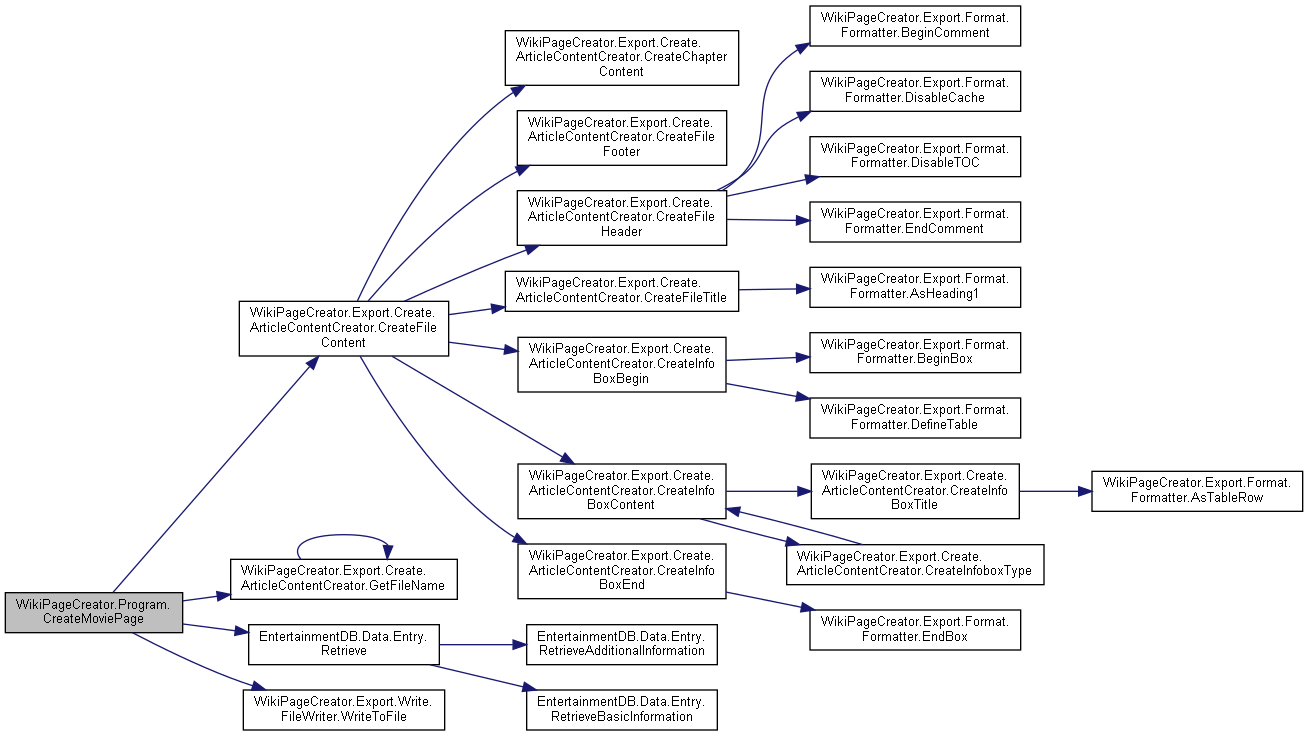 WikiPageCreator.Program.
CreateMoviePage
WikiPageCreator.Export.Create.
ArticleContentCreator.CreateFile
Content
WikiPageCreator.Export.Create.
ArticleContentCreator.GetFileName
EntertainmentDB.Data.Entry.
Retrieve
WikiPageCreator.Export.Write.
FileWriter.WriteToFile
WikiPageCreator.Export.Create.
ArticleContentCreator.CreateChapter
Content
WikiPageCreator.Export.Create.
ArticleContentCreator.CreateFile
Footer
WikiPageCreator.Export.Create.
ArticleContentCreator.CreateFile
Header
WikiPageCreator.Export.Create.
ArticleContentCreator.CreateFileTitle
WikiPageCreator.Export.Create.
ArticleContentCreator.CreateInfo
BoxBegin
WikiPageCreator.Export.Create.
ArticleContentCreator.CreateInfo
BoxContent
WikiPageCreator.Export.Create.
ArticleContentCreator.CreateInfo
BoxEnd
EntertainmentDB.Data.Entry.
RetrieveAdditionalInformation
EntertainmentDB.Data.Entry.
RetrieveBasicInformation
WikiPageCreator.Export.Format.
Formatter.BeginComment
WikiPageCreator.Export.Format.
Formatter.DisableCache
WikiPageCreator.Export.Format.
Formatter.DisableTOC
WikiPageCreator.Export.Format.
Formatter.EndComment
WikiPageCreator.Export.Format.
Formatter.AsHeading1
WikiPageCreator.Export.Format.
Formatter.BeginBox
WikiPageCreator.Export.Format.
Formatter.DefineTable
WikiPageCreator.Export.Create.
ArticleContentCreator.CreateInfo
BoxTitle
WikiPageCreator.Export.Create.
ArticleContentCreator.CreateInfoboxType
WikiPageCreator.Export.Format.
Formatter.EndBox
WikiPageCreator.Export.Format.
Formatter.AsTableRow